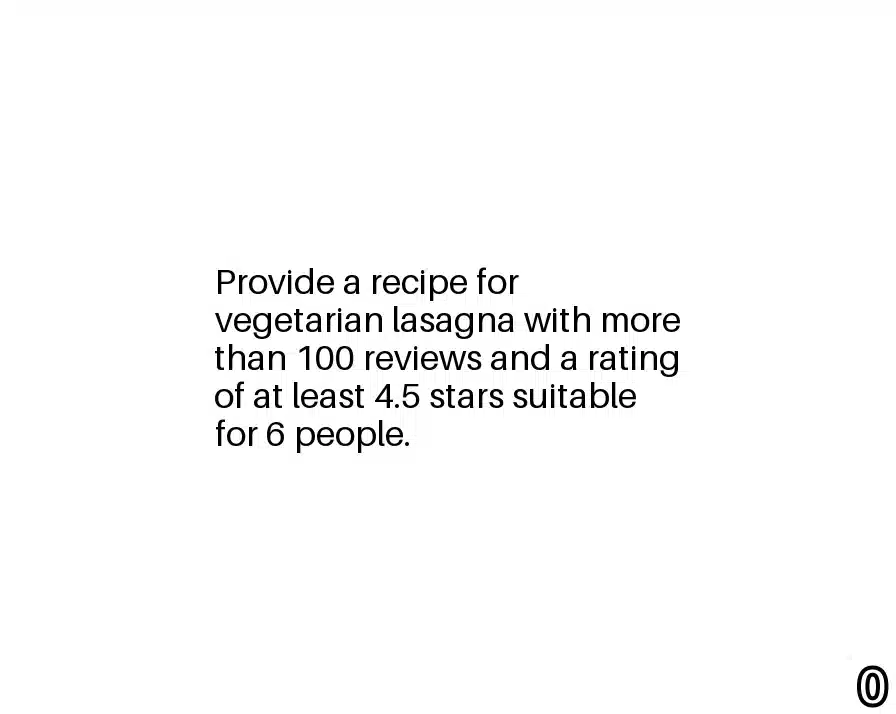 Provide a recipe for
vegetarian lasagna with more
than 100 reviews and a rating
of at least 4.5 stars suitable
for 6 people.
0